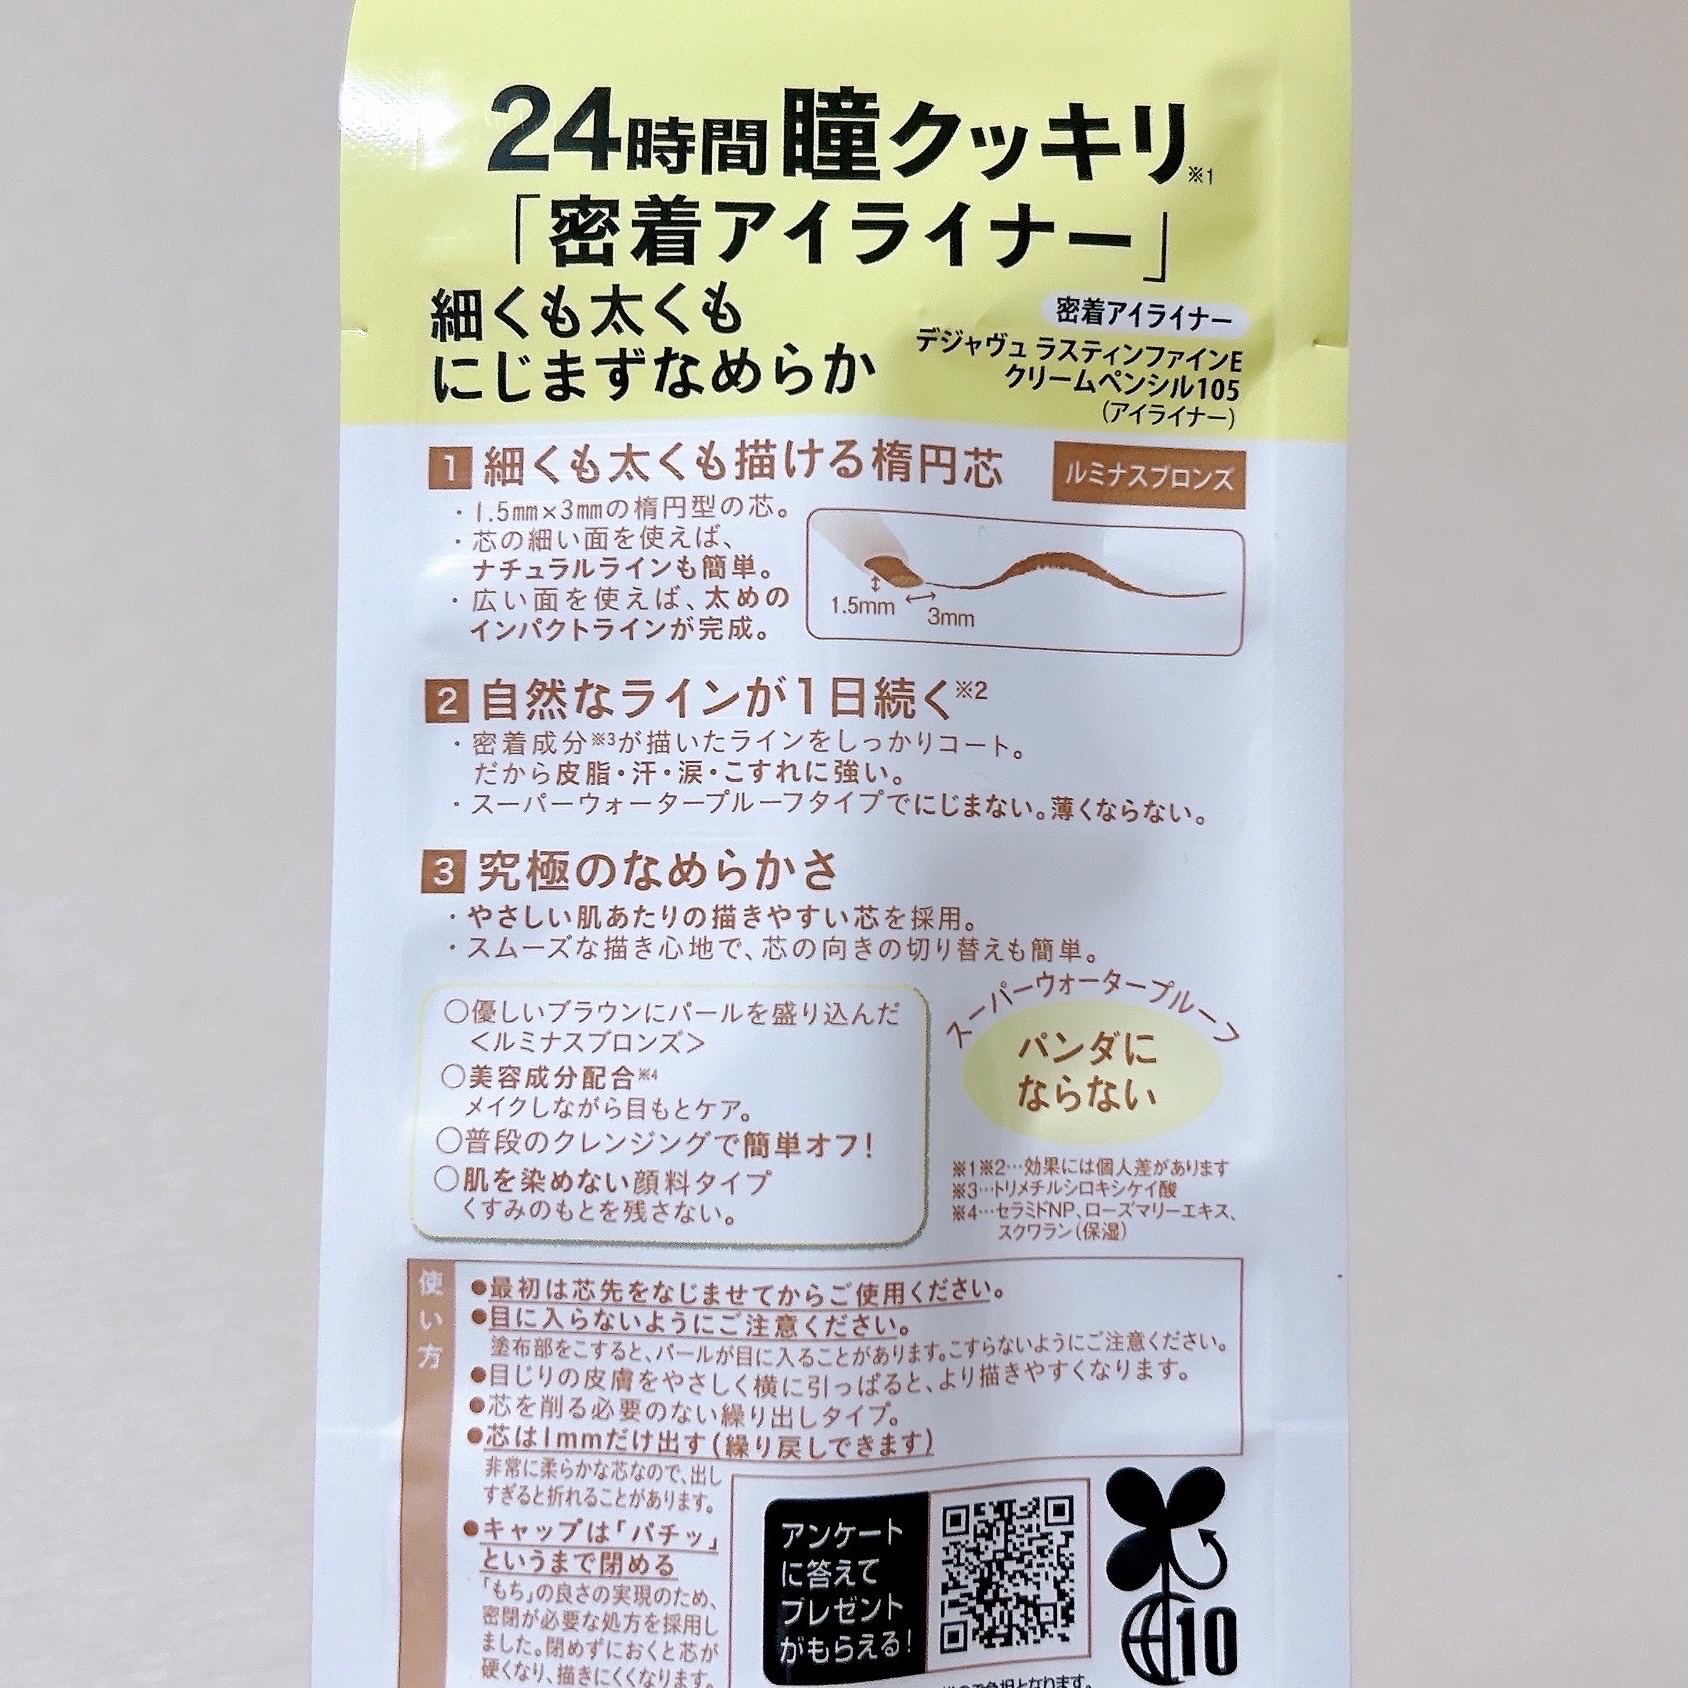 24時間 瞳クッキリ※1
「密着アイライナー」
細くも太くも
にじまずなめらか
密着アイライナー
デジャヴュ ラスティンファインE
クリームペンシル105
(アイライナー)
1 細くも太くも描ける楕円芯
ルミナスブロンズ
・1.5mm×3mmの楕円型の芯。
・芯の細い面を使えば、
ナチュラルラインも簡単。
・広い面を使えば、太めの
インパクトラインが完成。
1.5mm
3mm
2 自然なラインが1日続く※2
・密着成分※3が描いたラインをしっかりコート。
だから皮脂・汗・涙・こすれに強い。
・スーパーウォータープルーフタイプでにじまない。薄くならない。
3 究極のなめらかさ
・やさしい肌あたりの描きやすい芯を採用。
・スムーズな描き心地で、芯の向きの切り替えも簡単。
○優しいブラウンにパールを盛り込んだ
<ルミナスブロンズ>
○美容成分配合※4
メイクしながら目もとケア。
○普段のクレンジングで簡単オフ!
○肌を染めない顔料タイプ
くすみのもとを残さない。
スーパーウォータープルーフ
パンダに
ならない
※1※2…効果には個人差があります
※3…トリメチルシロキシケイ酸
※4…セラミドNP、ローズマリーエキス、
スクワラン(保湿)
使い方
●最初は芯先をなじませてからご使用ください。
●目に入らないようにご注意ください。
塗布部をこすると、パールが目に入ることがあります。こすらないようにご注意ください。
●目じりの皮膚をやさしく横に引っぱると、より描きやすくなります。
●芯を削る必要のない繰り出しタイプ。
●芯は1mmだけ出す(繰り戻しできます)
非常に柔らかな芯なので、出し
すぎると折れることがあります。
●キャップは「パチッ」
というまで閉める
「もち」の良さの実現のため、
密閉が必要な処方を採用し
ました。閉めずにおくと芯が
硬くなり、描きにくくなります。
アンケート
に答えて
プレゼント
がもらえる!
10